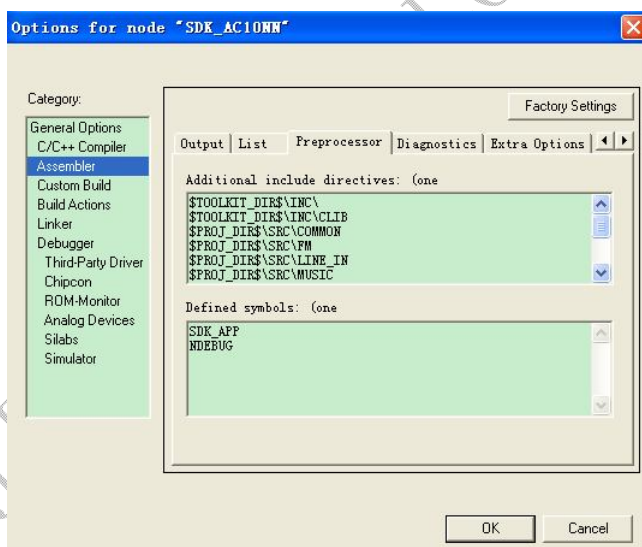 Options for node "SDK_AC10NN"
Category:
General Options
C/C++ Compiler
Assembler
Custom Build
Build Actions
Linker
Debugger
Third-Party Driver
Chipcon
ROM-Monitor
Analog Devices
Silabs
Simulator
Factory Settings
Output List Preprocessor Diagnostics Extra Options
Additional include directives: (one
$TOOLKIT_DIR$\INC\
$TOOLKIT_DIR$\INC\CLIB
$PROJ_DIR$\SRC\COMMON
$PROJ_DIR$\SRC\FM
$PROJ_DIR$\SRC\LINE_IN
$PROJ_DIR$\SRC\MUSIC
Defined symbols: (one
SDK_APP
NDEBUG
OK Cancel